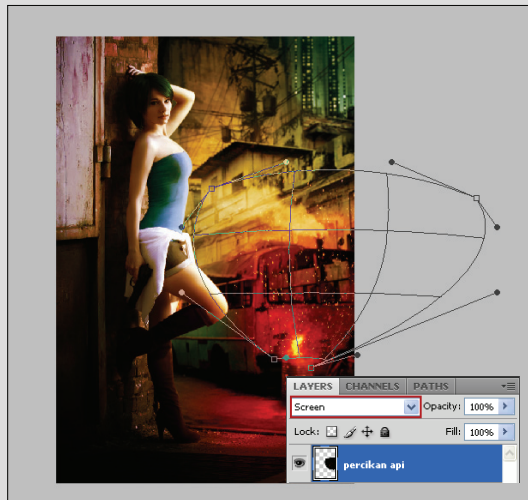 LAYERS CHANNELS PATHS
Screen Opacity: 100%
Lock: Fill: 100%
percikan api